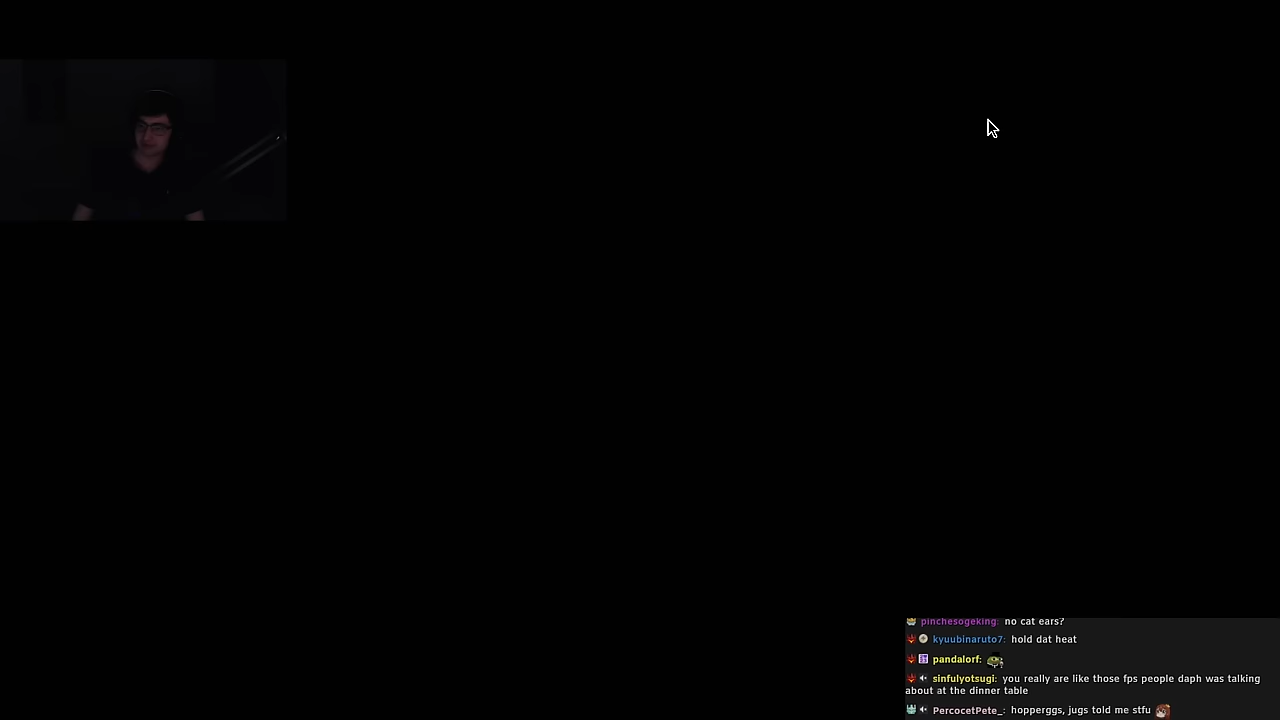 pinchesogeking: no cat ears?
kyuubinaruto7: hold dat heat
pandalorf:
sinfulyotsugi: you really are like those fps people daph was talking
about at the dinner table
PercocetPete_: hopperggs, jugs told me stfu